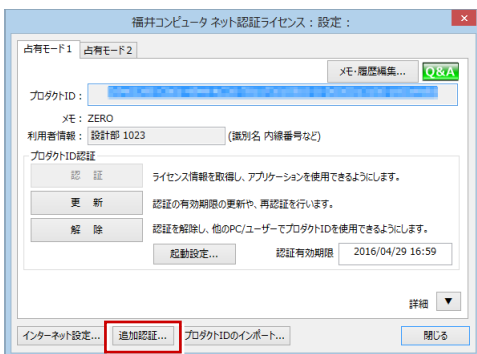 福井コンピュータ ネット認証ライセンス：設定：
×
占有モード1 占有モード2
メモ・履歴編集... Q&A
プロダクトID：
メモ： ZERO
利用者情報： 設計部 1023 (識別名 内線番号など)
プロダクトID認証
認 証 ライセンス情報を取得し、アプリケーションを使用できるようにします。
更 新 認証の有効期限の更新や、再認証を行います。
解 除 認証を解除し、他のPC/ユーザーでプロダクトIDを使用できるようにします。
起動設定... 認証有効期限 2016/04/29 16:59
詳細 ▼
インターネット設定... 追加認証... プロダクトIDのインポート... 閉じる